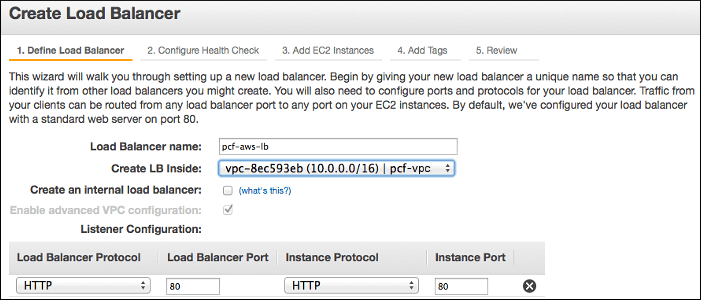 Create Load Balancer
1. Define Load Balancer 2. Configure Health Check 3. Add EC2 Instances 4. Add Tags 5. Review
This wizard will walk you through setting up a new load balancer. Begin by giving your new load balancer a unique name so that you can
identify it from other load balancers you might create. You will also need to configure ports and protocols for your load balancer. Traffic from
your clients can be routed from any load balancer port to any port on your EC2 instances. By default, we've configured your load balancer
with a standard web server on port 80.
Load Balancer name: pcf-aws-lb
Create LB Inside: vpc-8ec593eb (10.0.0.0/16) | pcf-vpc
Create an internal load balancer: (what's this?)
Enable advanced VPC configuration:
Listener Configuration:
Load Balancer Protocol Load Balancer Port Instance Protocol Instance Port
HTTP 80 HTTP 80